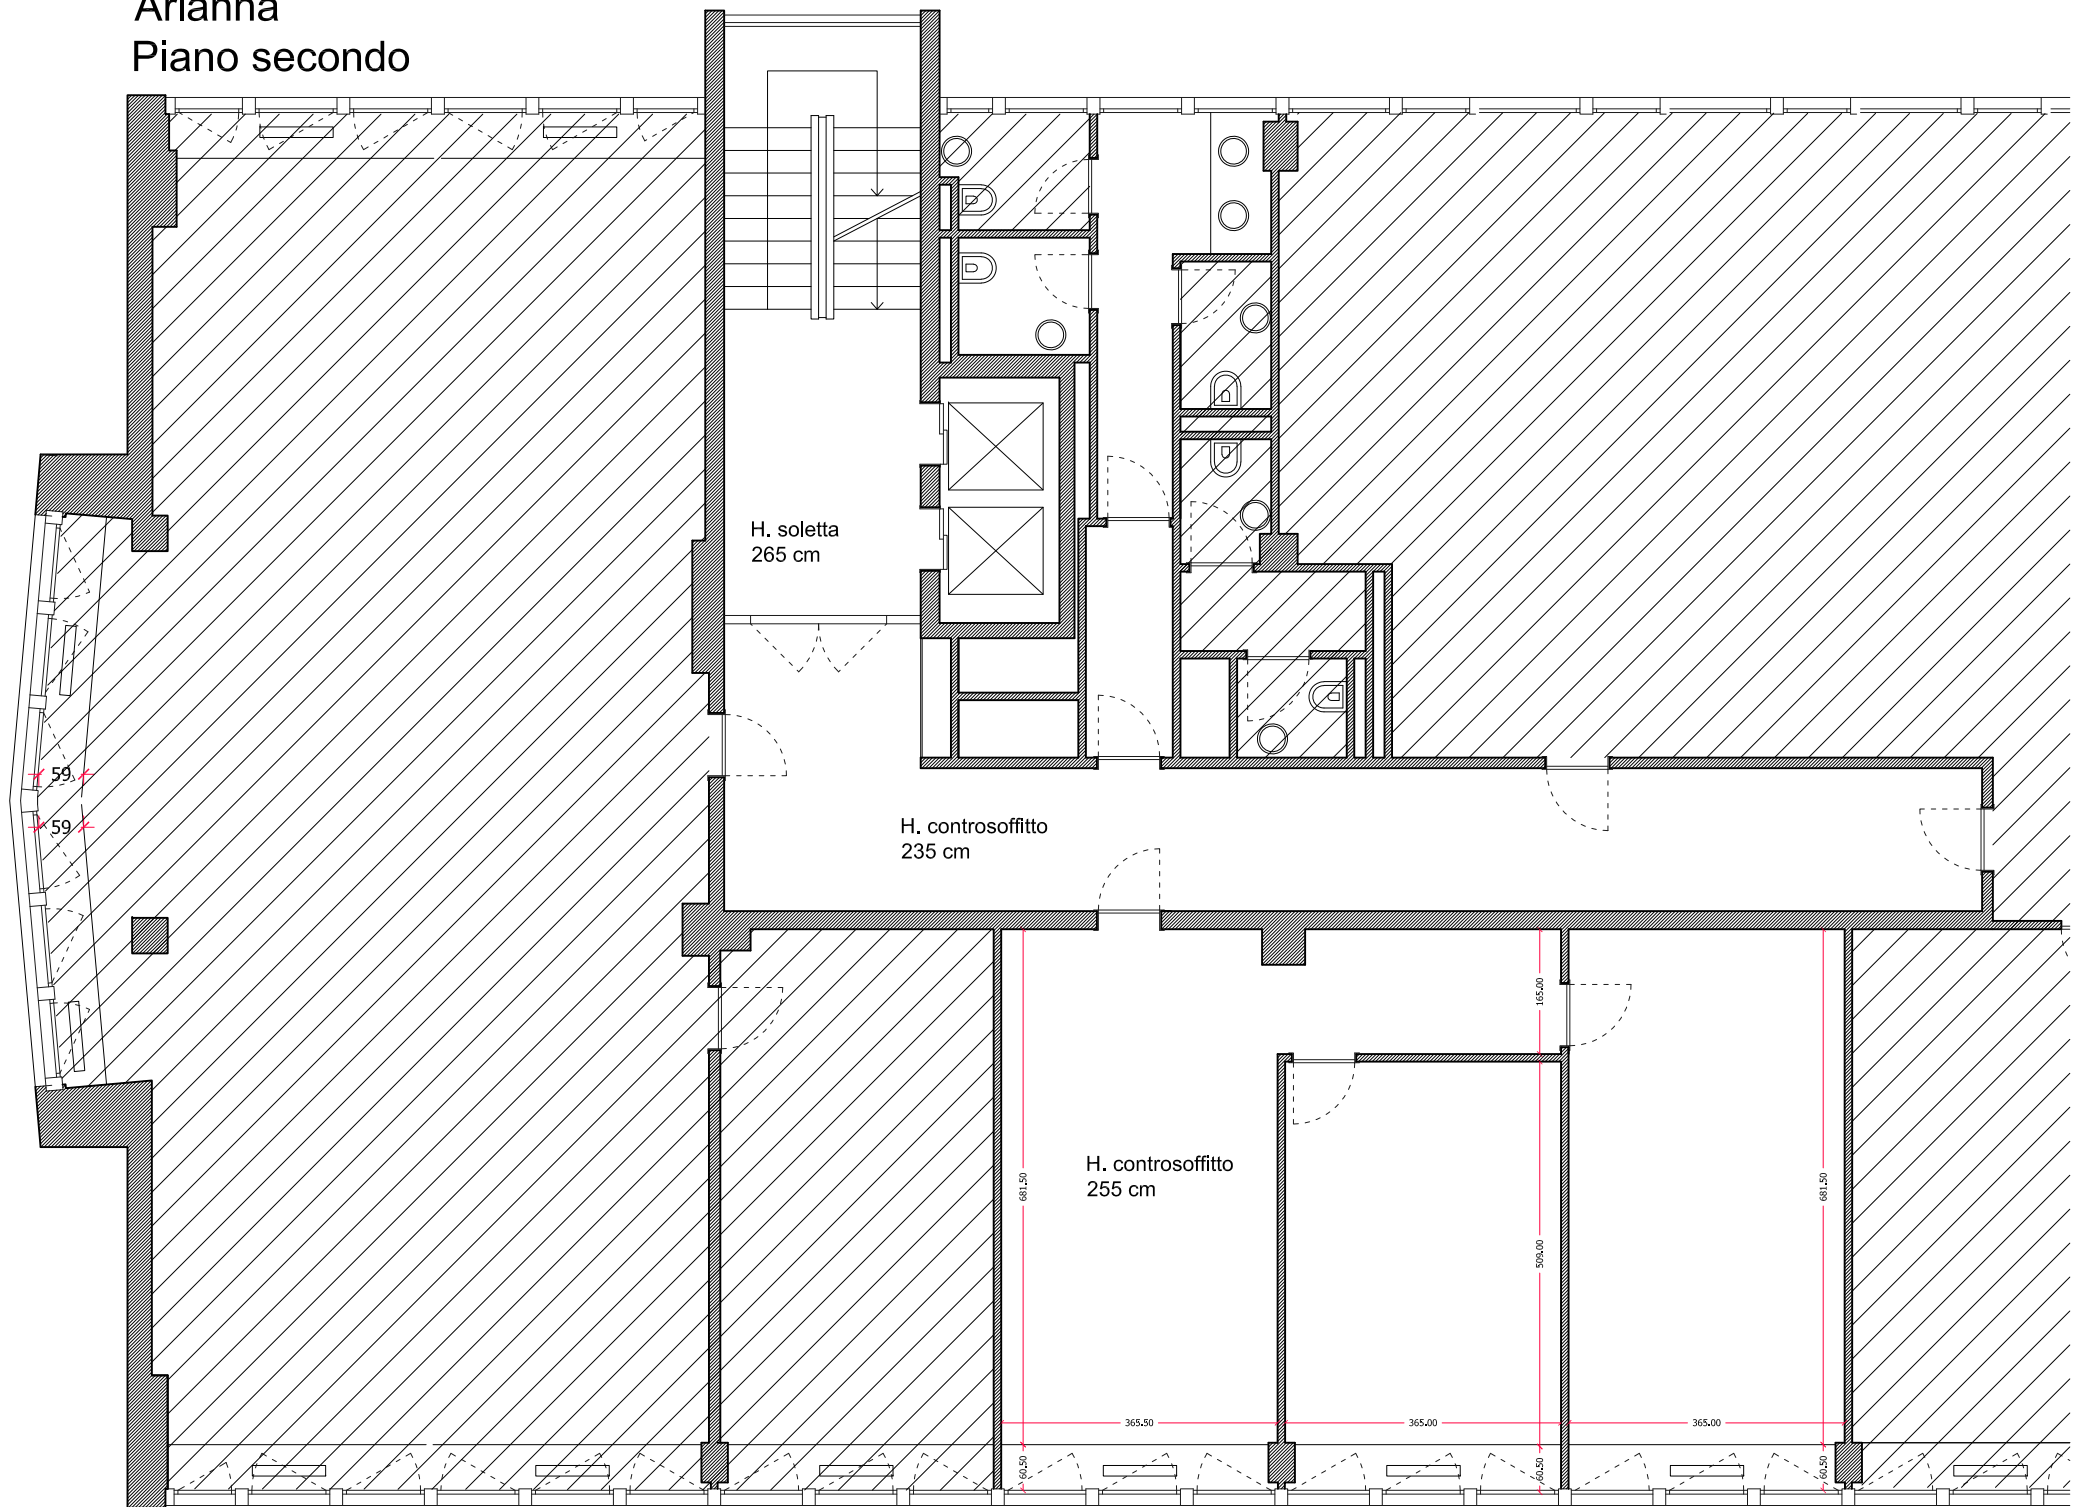 Arianna
Piano secondo
H. soletta
265 cm
59
59
H. controsoffitto
235 cm
165.00
H. controsoffitto
255 cm
681.50
509.00
681.50
365.50
365.00
365.00
60.50
60.50
60.50